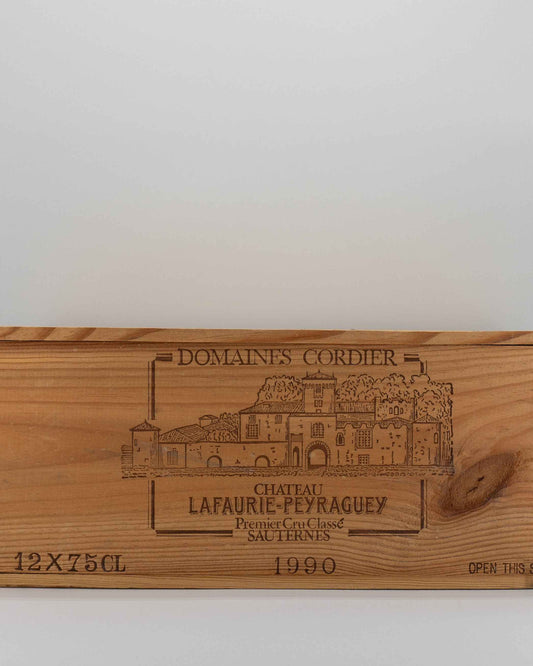 DOMAINES CORDIER
CHATEAU
LAFAURIE-PEYRAGUEY
Premier Cru Classé
SAUTERNES
12X75CL
1990
OPEN THIS S